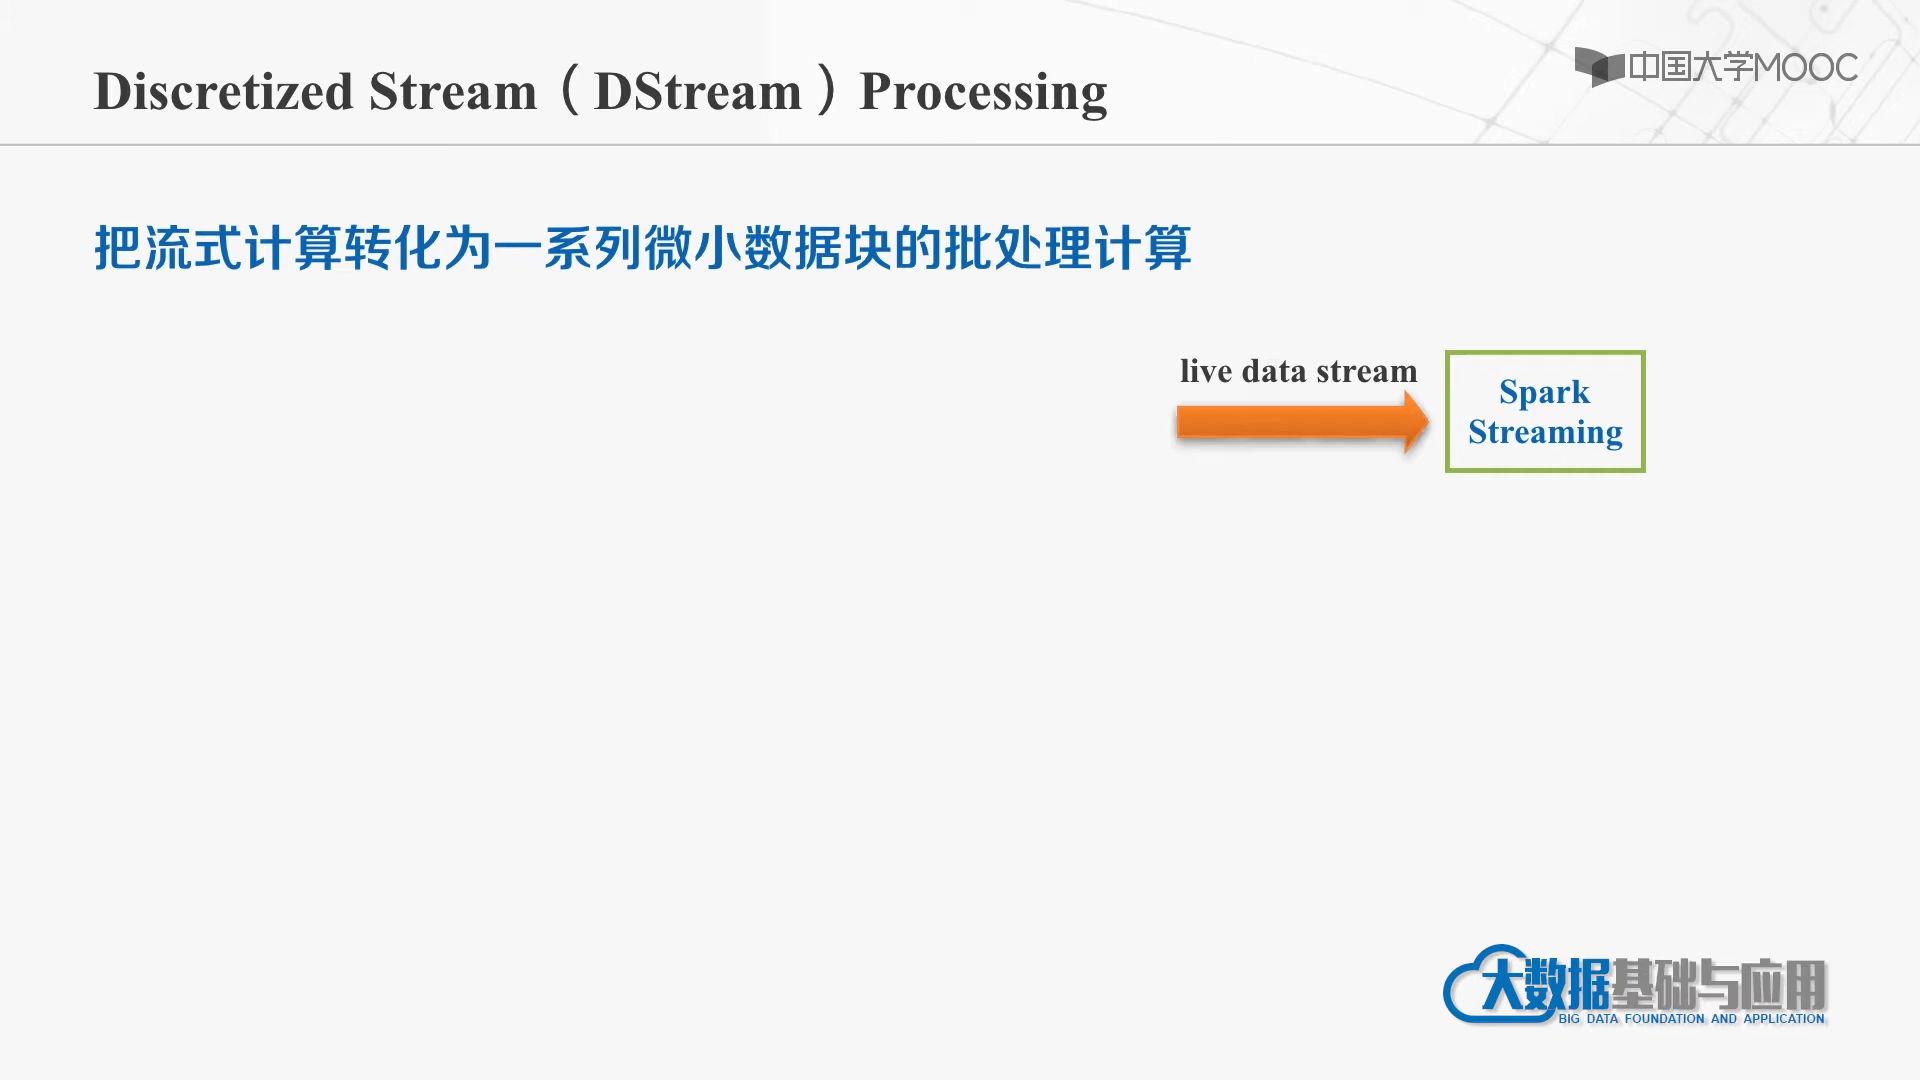 中国大学MOOC
Discretized Stream（DStream）Processing
把流式计算转化为一系列微小数据块的批处理计算
live data stream
Spark
Streaming
大数据基础与应用
BIG DATA FOUNDATION AND APPLICATION